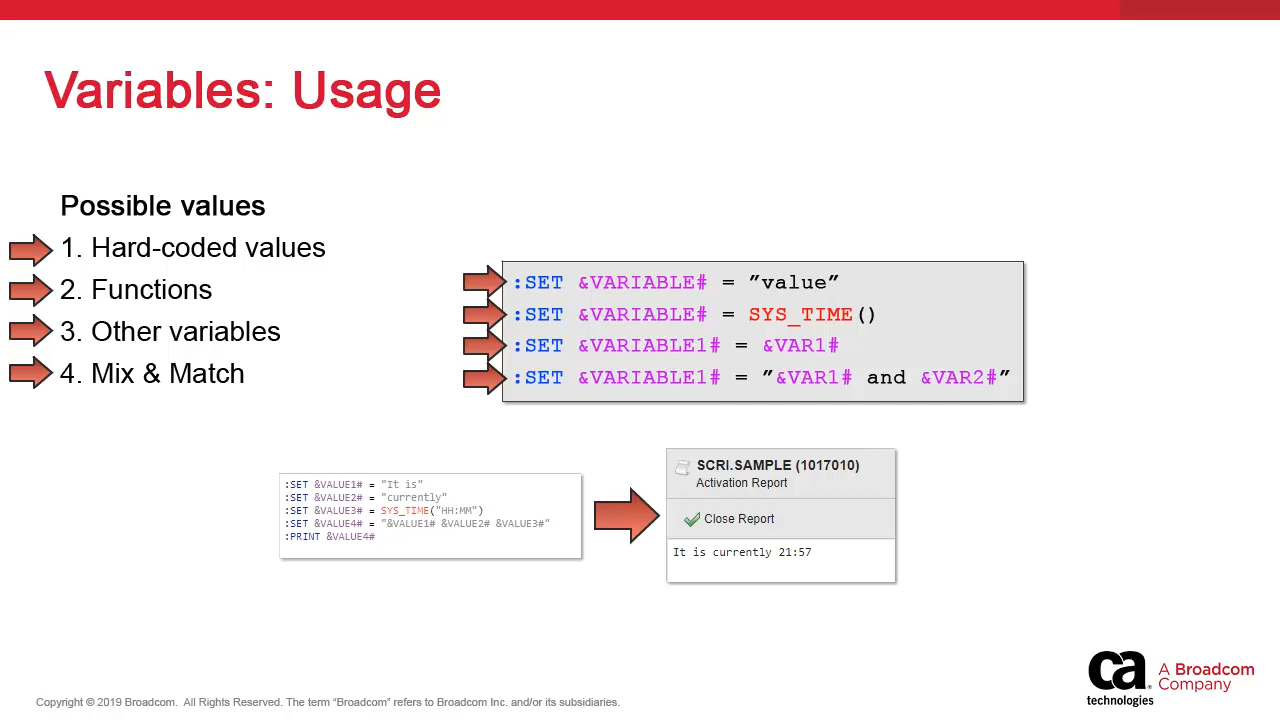 Variables: Usage
Possible values
1. Hard-coded values
2. Functions
3. Other variables
4. Mix & Match
:SET &VARIABLE# = ”value”
:SET &VARIABLE# = SYS_TIME()
:SET &VARIABLE1# = &VAR1#
:SET &VARIABLE1# = ”&VAR1# and &VAR2#”
:SET &VALUE1# = "It is"
:SET &VALUE2# = "currently"
:SET &VALUE3# = SYS_TIME("HH:MM")
:SET &VALUE4# = "&VALUE1# &VALUE2# &VALUE3#"
:PRINT &VALUE4#
SCRI.SAMPLE (1017010)
Activation Report
Close Report
It is currently 21:57
ca
technologies
A Broadcom
Company
Copyright © 2019 Broadcom. All Rights Reserved. The term “Broadcom” refers to Broadcom Inc. and/or its subsidiaries.